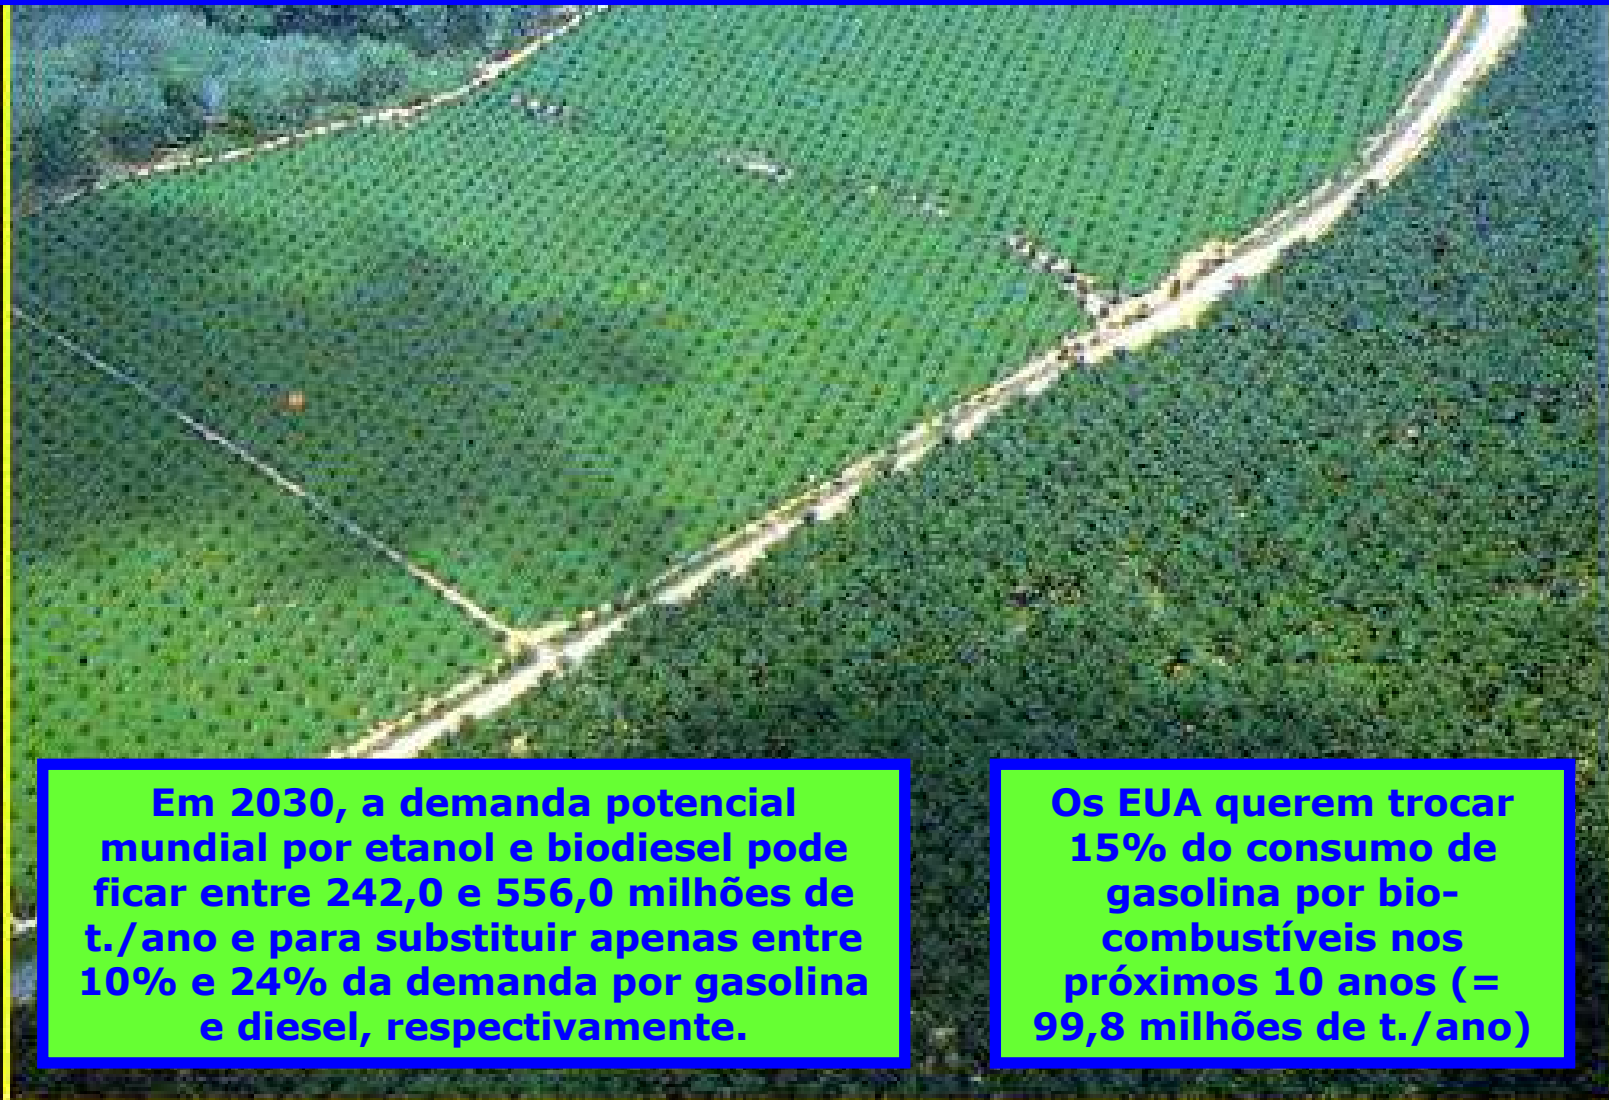 Em 2030, a demanda potencial
mundial por etanol e biodiesel pode
ficar entre 242,0 e 556,0 milhões de
t./ano e para substituir apenas entre
10% e 24% da demanda por gasolina
e diesel, respectivamente.
Os EUA querem trocar
15% do consumo de
gasolina por bio-
combustíveis nos
próximos 10 anos (=
99,8 milhões de t./ano)